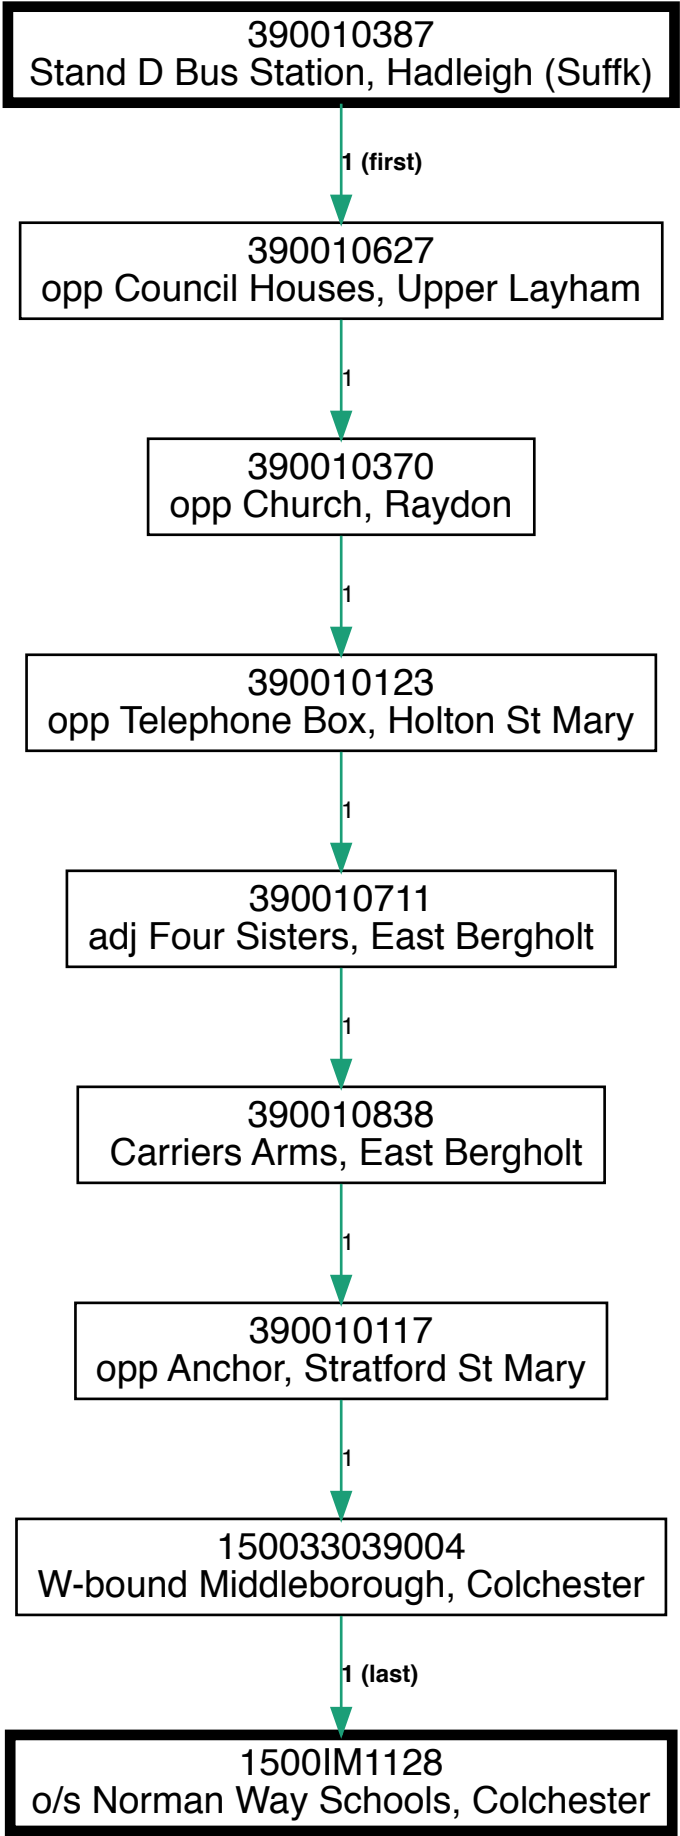 390010387
Stand D Bus Station, Hadleigh (Suffk)
1 (first)
390010627
opp Council Houses, Upper Layham
1
390010370
opp Church, Raydon
1
390010123
opp Telephone Box, Holton St Mary
1
390010711
adj Four Sisters, East Bergholt
1
390010838
Carriers Arms, East Bergholt
1
390010117
opp Anchor, Stratford St Mary
1
150033039004
W-bound Middleborough, Colchester
1 (last)
1500IM1128
o/s Norman Way Schools, Colchester